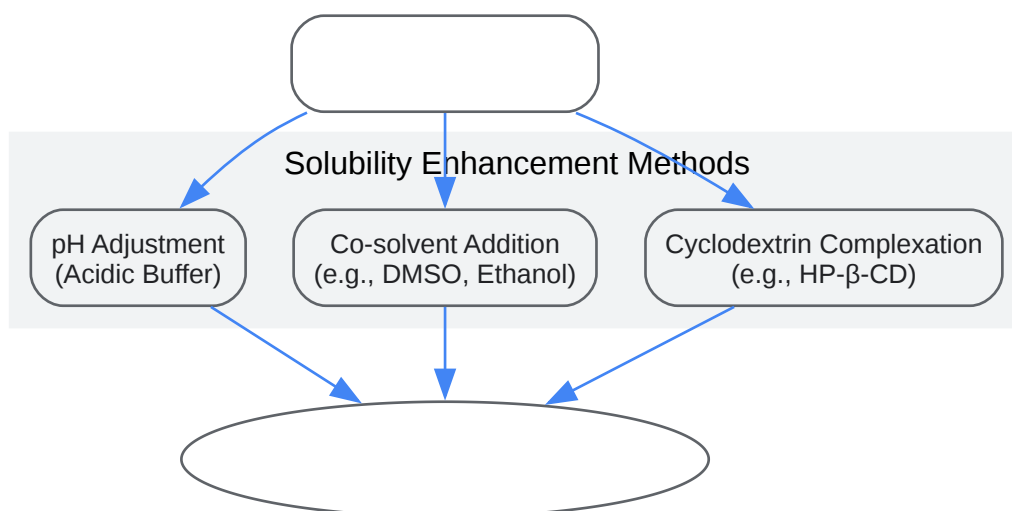 Solubility Enhancement Methods
pH Adjustment
(Acidic Buffer)
Co-solvent Addition
(e.g., DMSO, Ethanol)
Cyclodextrin Complexation
(e.g., HP-β-CD)